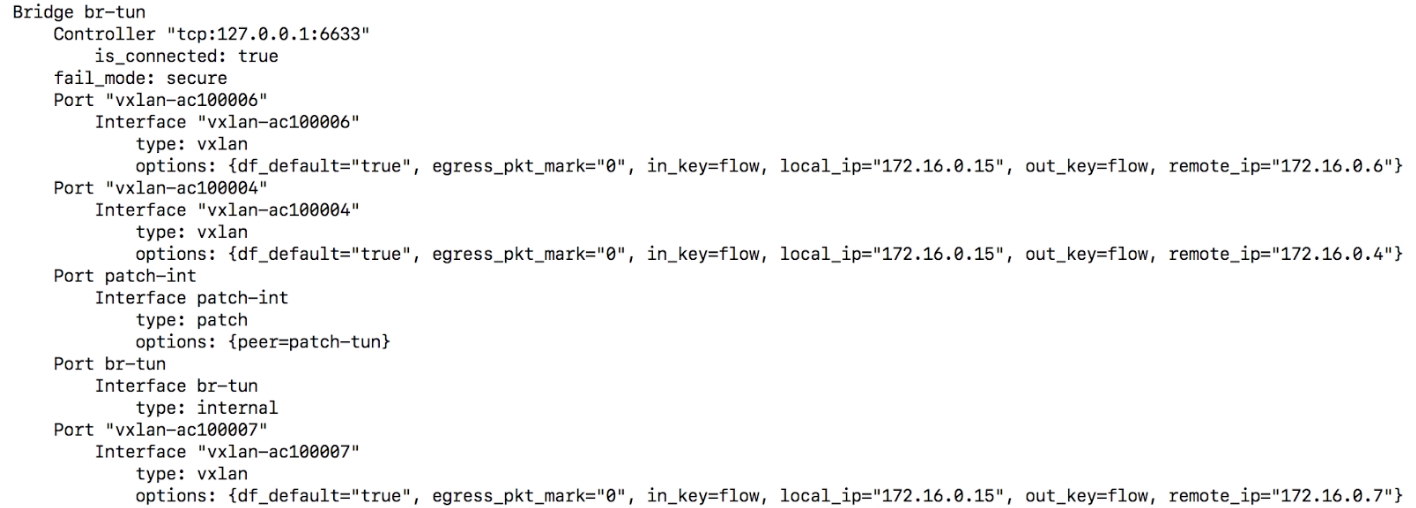 Bridge br-tun
    Controller "tcp:127.0.0.1:6633"
        is_connected: true
    fail_mode: secure
    Port "vxlan-ac100006"
        Interface "vxlan-ac100006"
            type: vxlan
            options: {df_default="true", egress_pkt_mark="0", in_key=flow, local_ip="172.16.0.15", out_key=flow, remote_ip="172.16.0.6"}
    Port "vxlan-ac100004"
        Interface "vxlan-ac100004"
            type: vxlan
            options: {df_default="true", egress_pkt_mark="0", in_key=flow, local_ip="172.16.0.15", out_key=flow, remote_ip="172.16.0.4"}
    Port patch-int
        Interface patch-int
            type: patch
            options: {peer=patch-tun}
    Port br-tun
        Interface br-tun
            type: internal
    Port "vxlan-ac100007"
        Interface "vxlan-ac100007"
            type: vxlan
            options: {df_default="true", egress_pkt_mark="0", in_key=flow, local_ip="172.16.0.15", out_key=flow, remote_ip="172.16.0.7"}